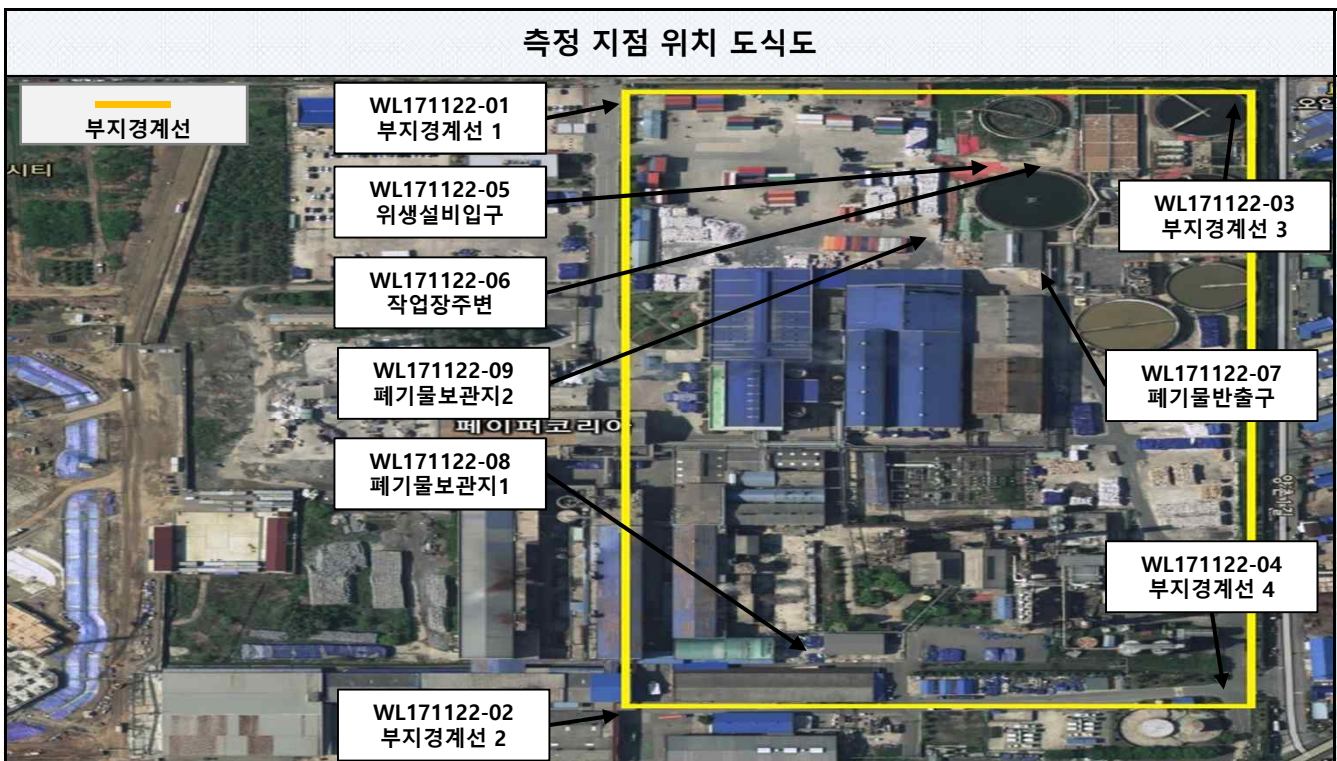 측정 지점 위치 도식도
부지경계선
시티
WL171122-01
부지경계선 1
WL171122-05
위생설비입구
WL171122-03
부지경계선 3
WL171122-06
작업장주변
WL171122-09
폐기물보관지2
WL171122-07
폐기물반출구
페이퍼코리아
WL171122-08
폐기물보관지1
WL171122-04
부지경계선 4
WL171122-02
부지경계선 2